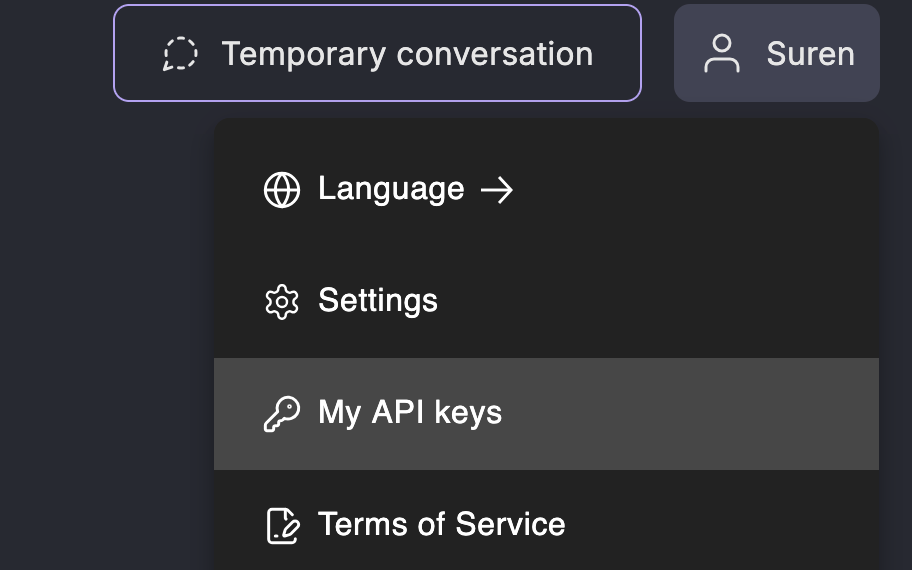 Temporary conversation
Suren
Language →
Settings
My API keys
Terms of Service